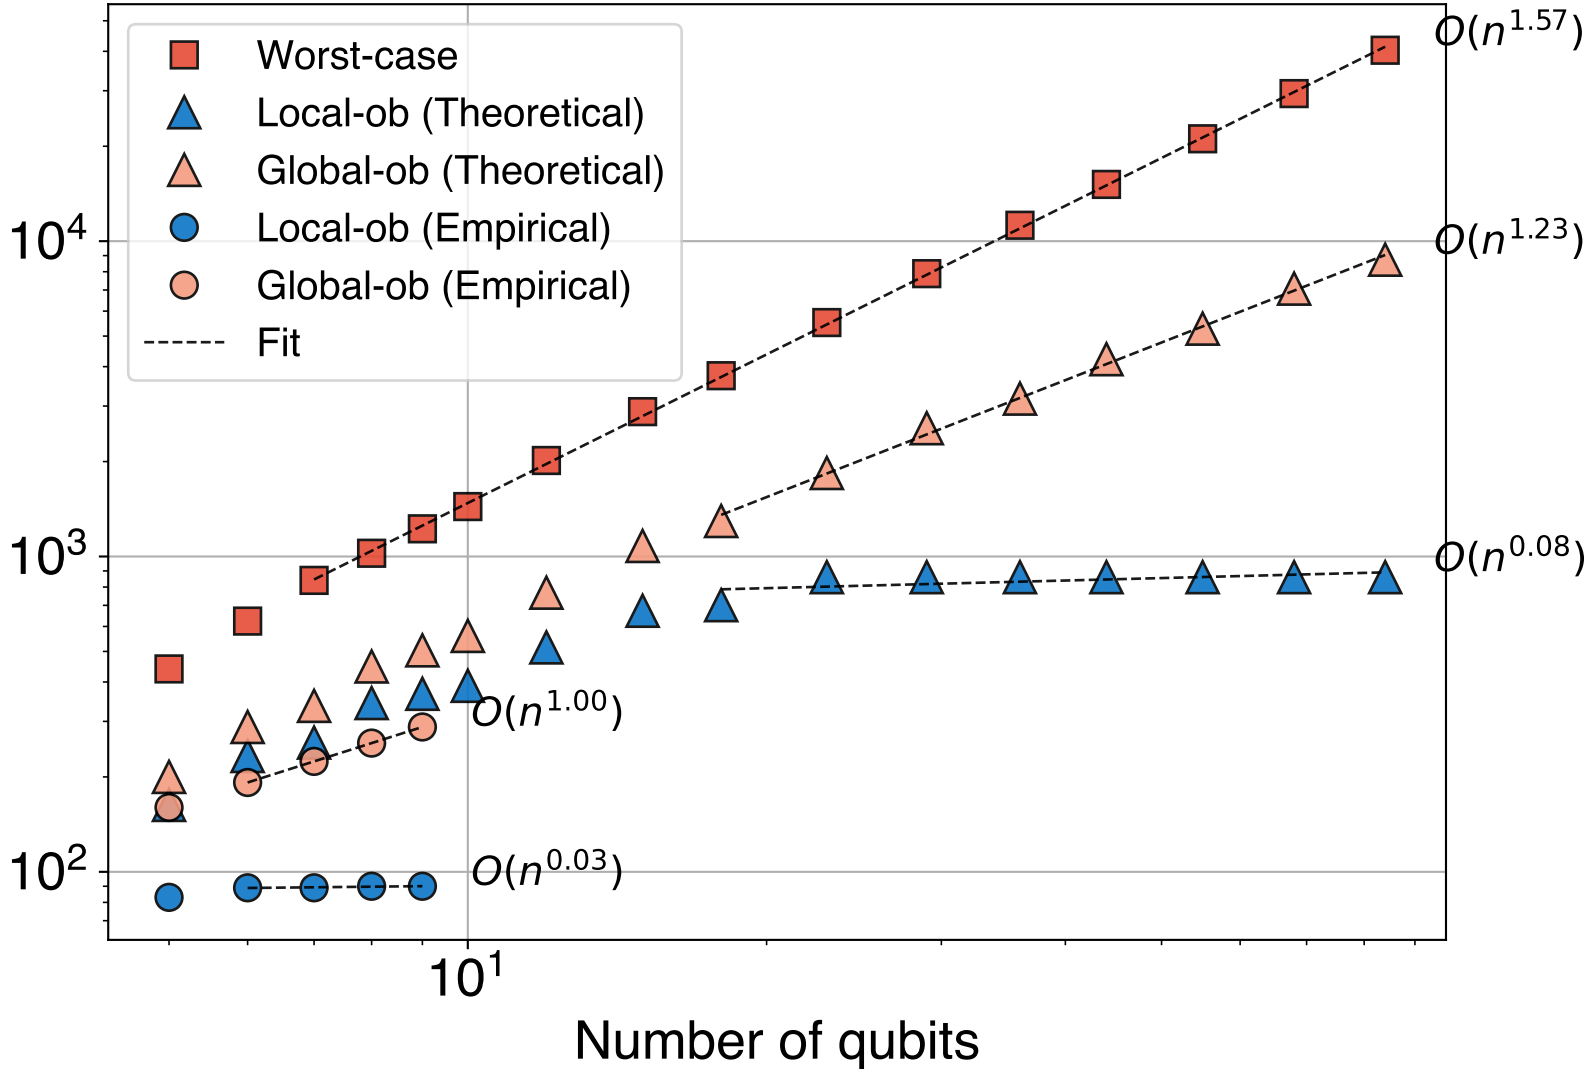 Worst-case
Local-ob (Theoretical)
Global-ob (Theoretical)
Local-ob (Empirical)
Global-ob (Empirical)
Fit
O(n^1.57)
10^4
O(n^1.23)
10^3
O(n^0.08)
O(n^1.00)
10^2
O(n^0.03)
10^1
Number of qubits